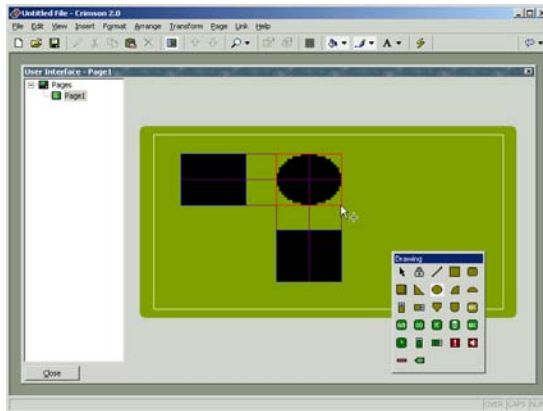 Untitled File - Crimson 2.0
File Edit View Insert Format Arrange Transform Page Link Help
User Interface - Page1
Pages
Page1
Drawing
Close
OVER CAPS NUM